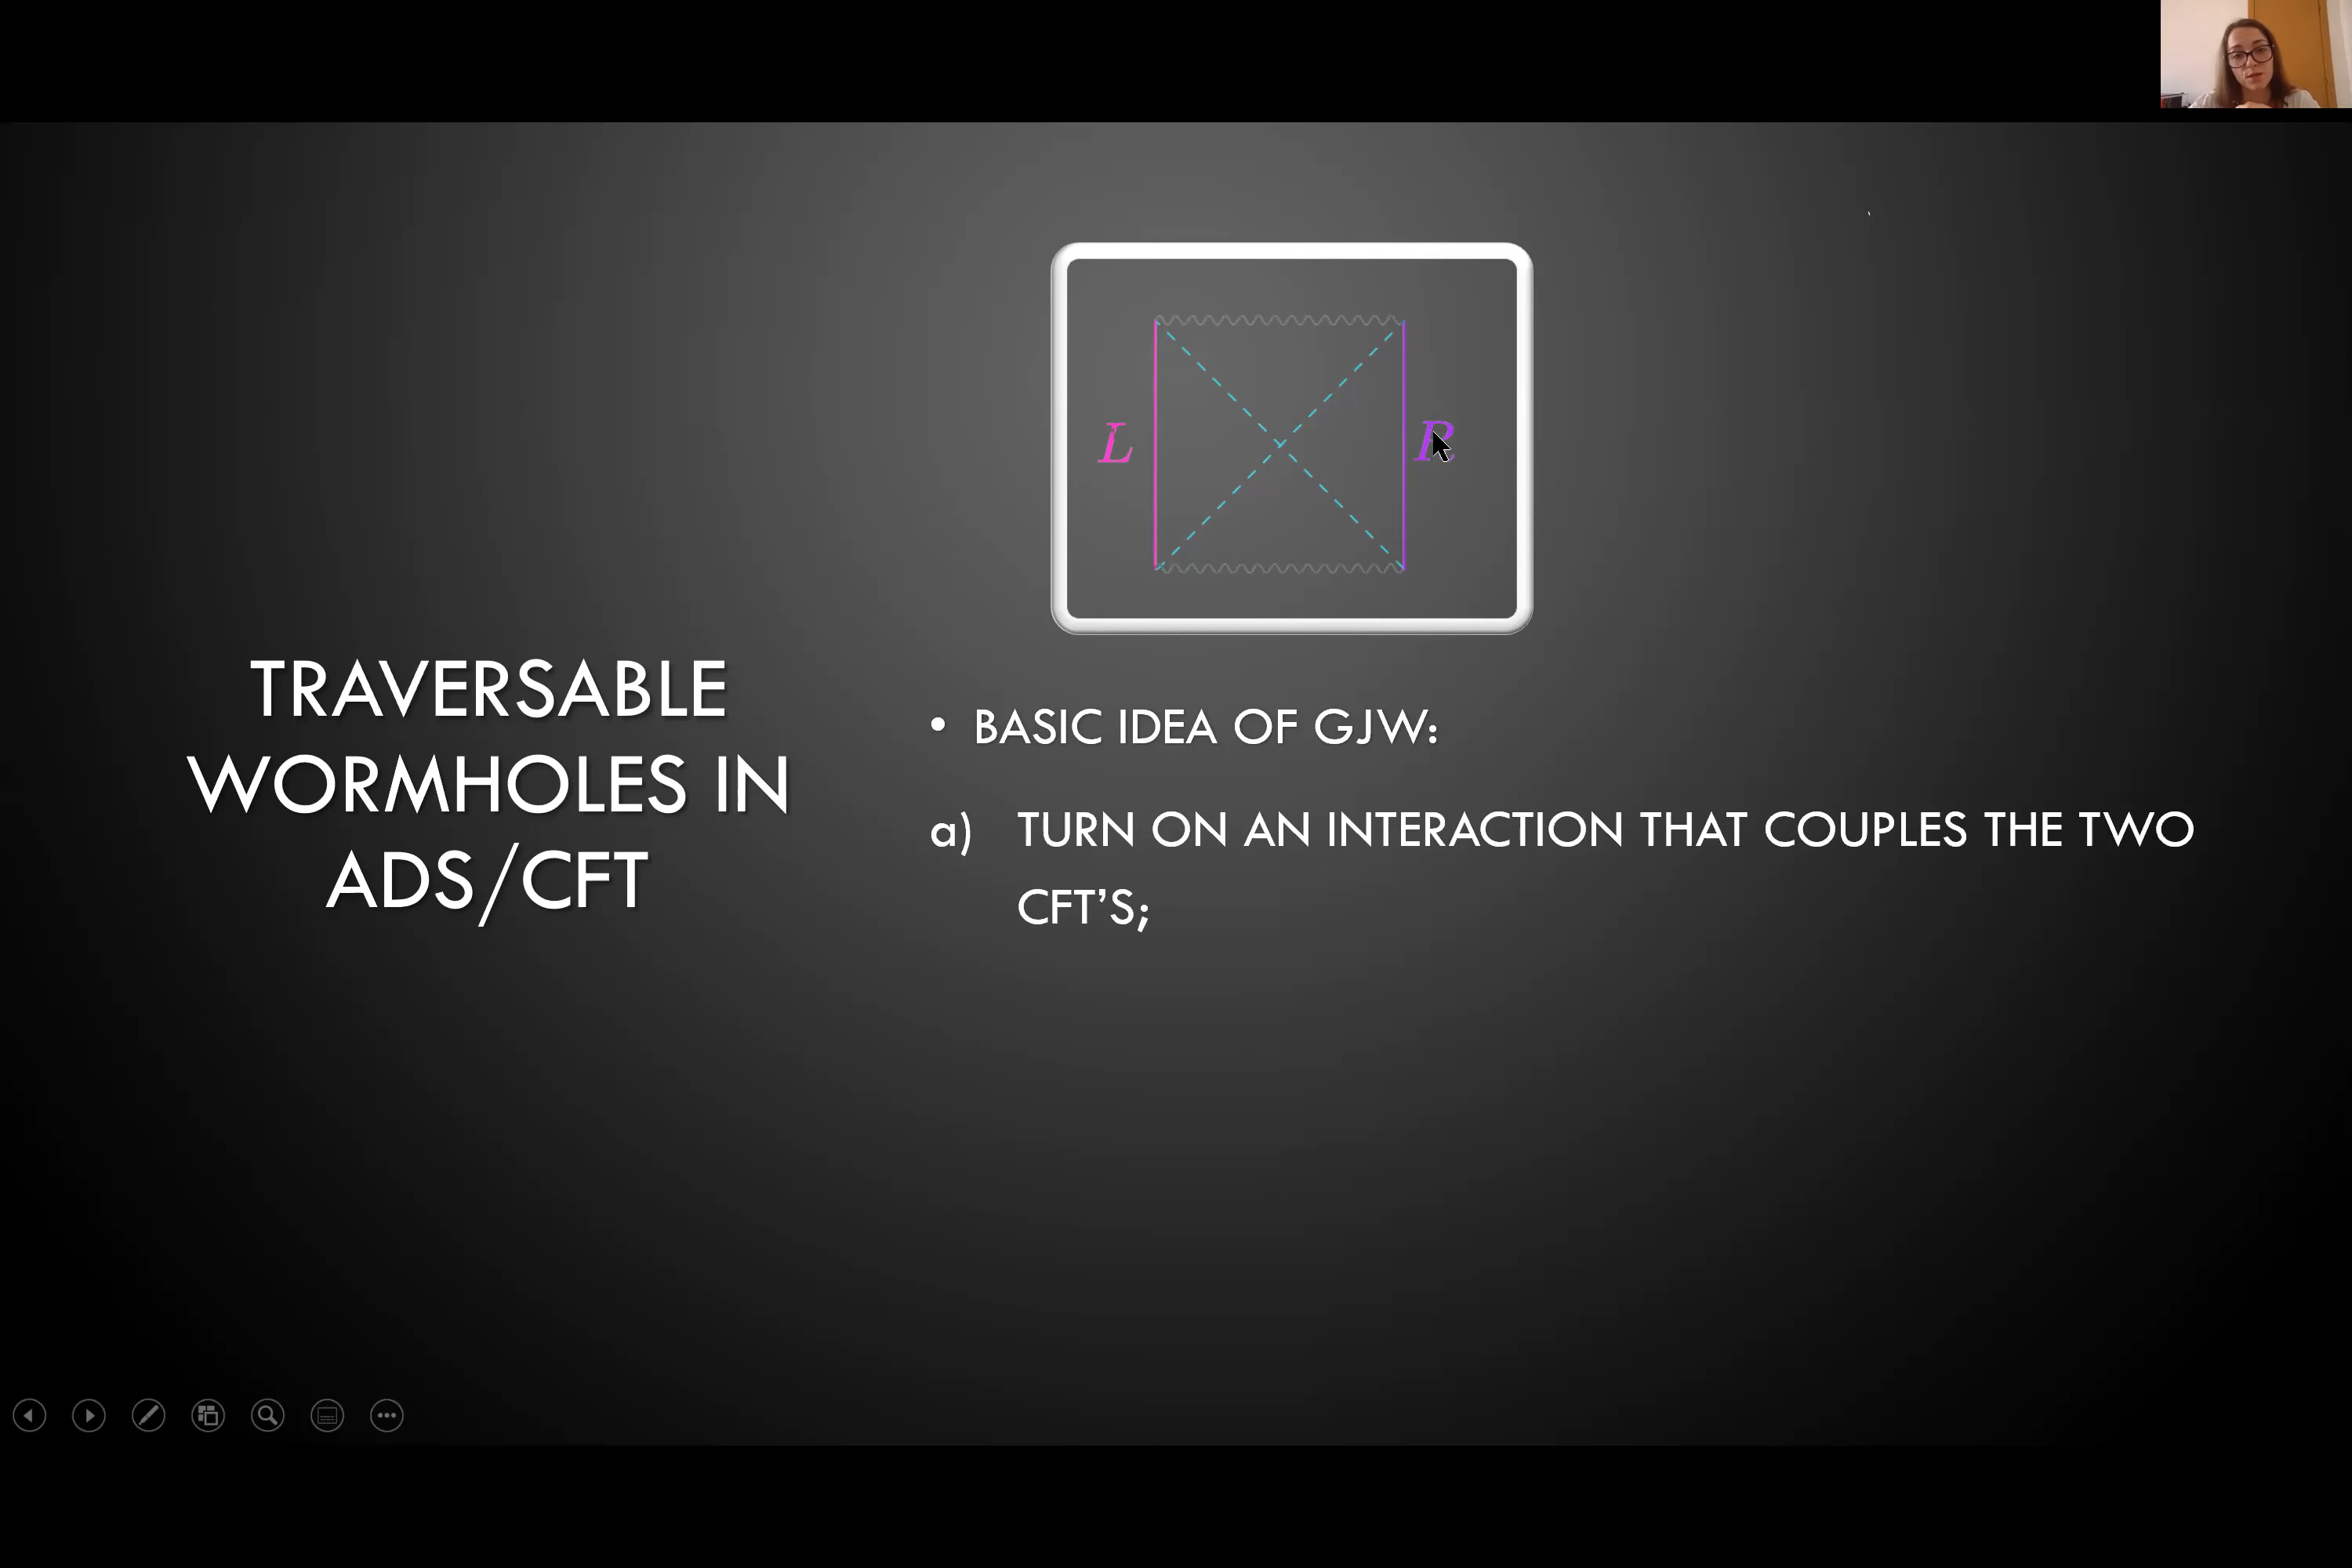 L
R
TRAVERSABLE
WORMHOLES IN
ADS/CFT
• BASIC IDEA OF GJW:
a) TURN ON AN INTERACTION THAT COUPLES THE TWO
CFT’S;